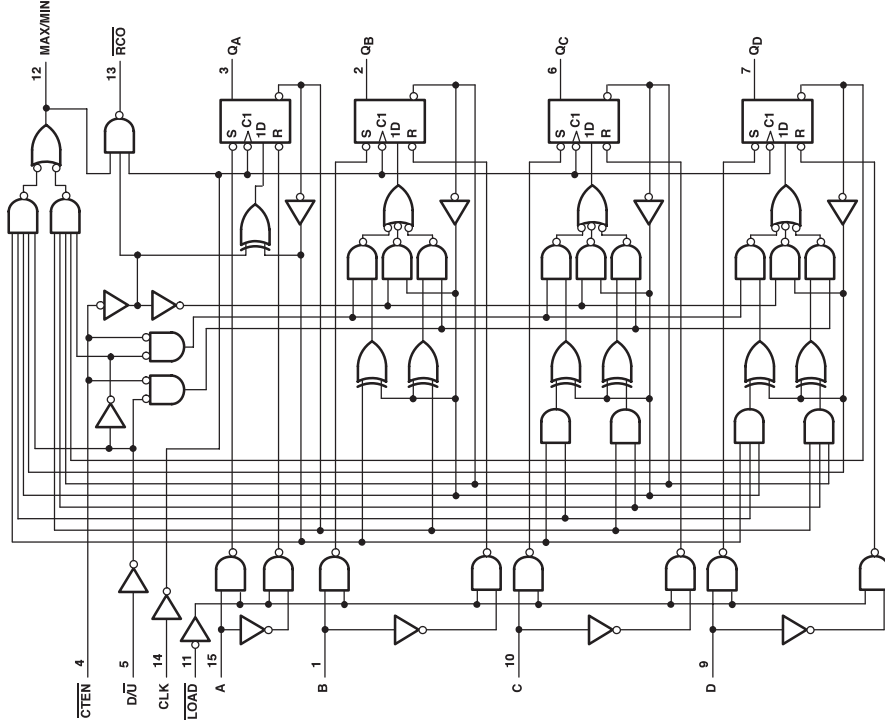 12 MAX/MIN
13 RCO
3 QA
2 QB
6 QC
7 QD
S
C1
1D
R
S
C1
1D
R
S
C1
1D
R
S
C1
1D
R
CTEN 4
D/U 5
CLK 14
LOAD 11
A 15
B 1
C 10
D 9